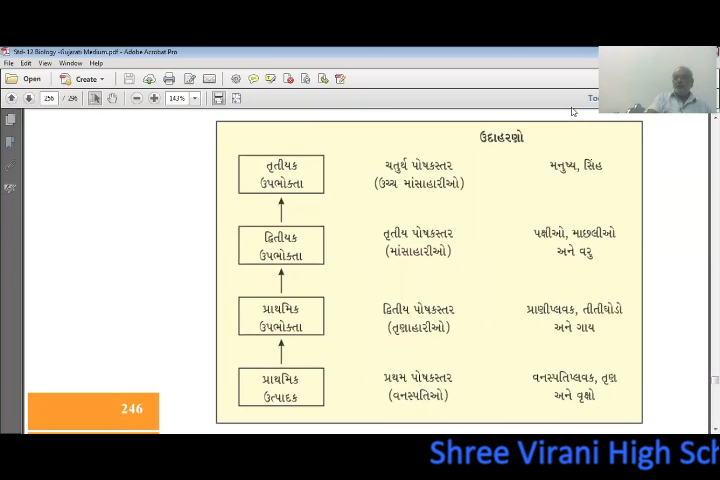 Std- 12 Biology -Gujarati Medium.pdf - Adobe Acrobat Pro
File Edit View Window Help
Open Create
256 / 296 143%
ઉદાહરણો
તૃતીયક ચતુર્થ પોષકસ્તર મનુષ્ય, સિંહ
ઉપભોક્તા (ઉચ્ચ માંસાહારીઓ)
દ્વિતીયક તૃતીય પોષકસ્તર પક્ષીઓ, માછલીઓ
ઉપભોક્તા (માંસાહારીઓ) અને વરુ
પ્રાથમિક દ્વિતીય પોષકસ્તર પ્રાણીપ્લવક, તીતીઘોડો
ઉપભોક્તા (તૃણાહારીઓ) અને ગાય
પ્રાથમિક પ્રથમ પોષકસ્તર વનસ્પતિપ્લવક, તૃણ
ઉત્પાદક (વનસ્પતિઓ) અને વૃક્ષો
246
Shree Virani High Sch